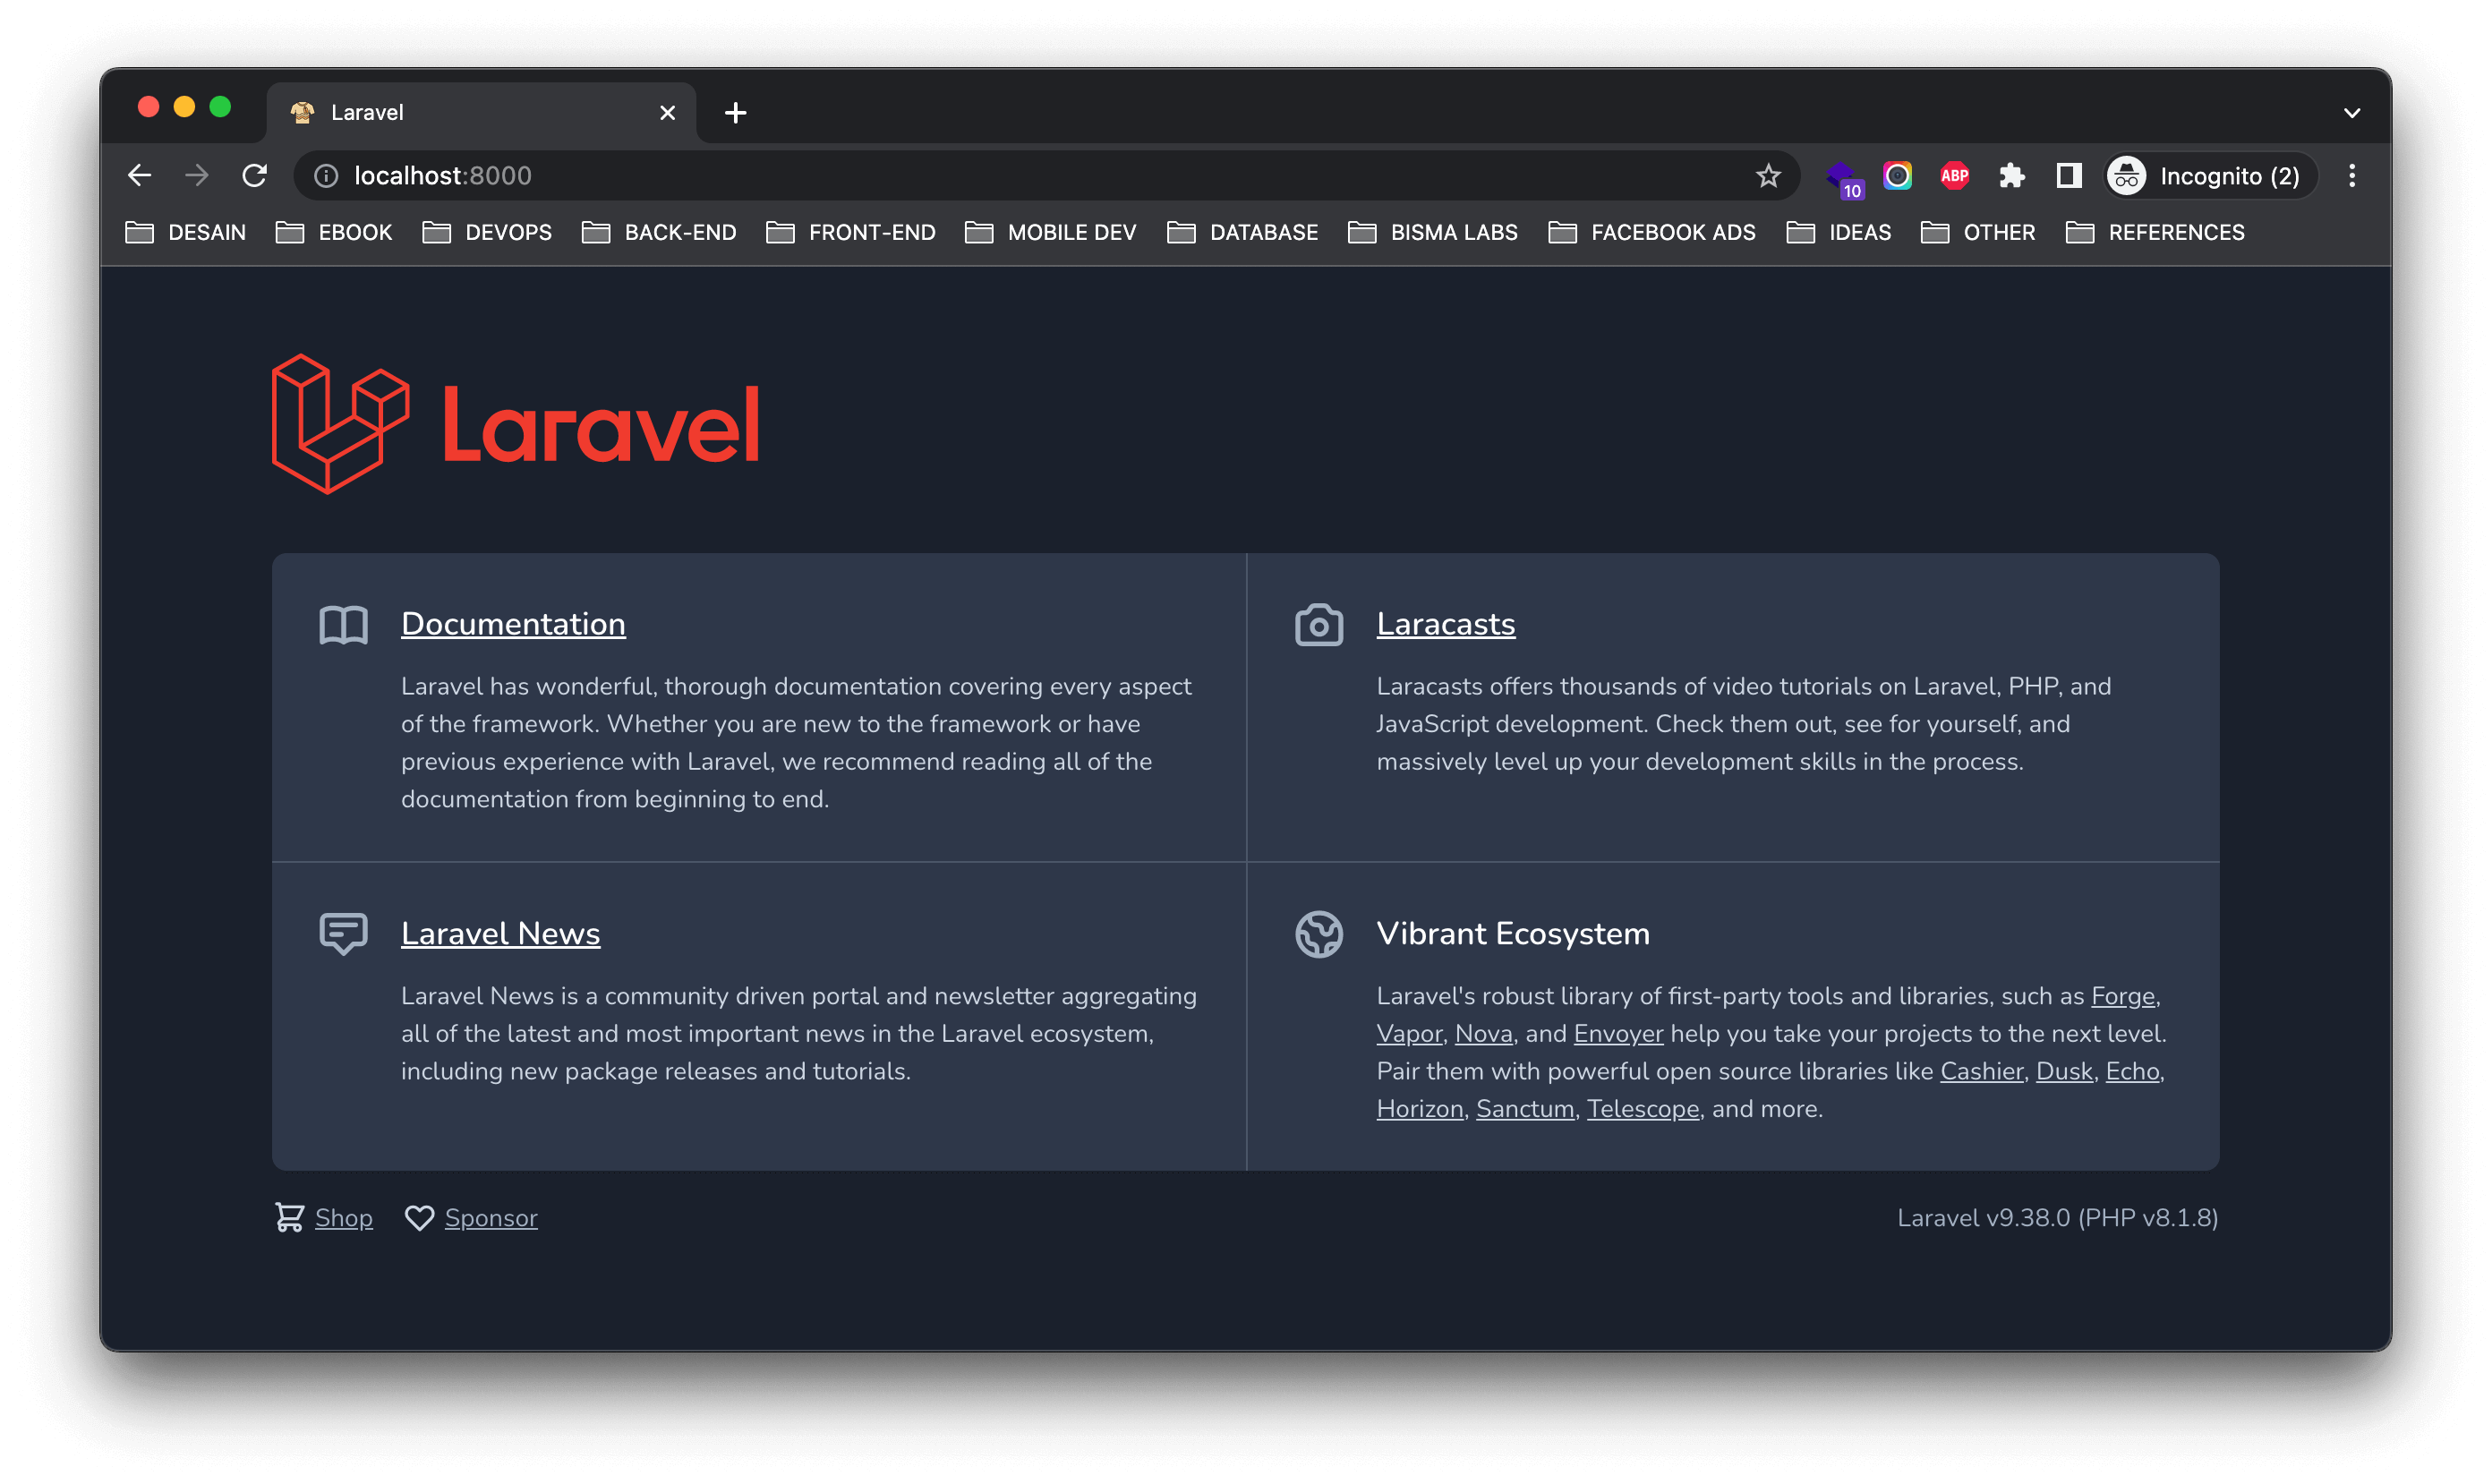 Laravel
localhost:8000
10
ABP
Incognito (2)
DESAIN EBOOK DEVOPS BACK-END FRONT-END MOBILE DEV DATABASE BISMA LABS FACEBOOK ADS IDEAS OTHER REFERENCES
Laravel
Documentation
Laravel has wonderful, thorough documentation covering every aspect
of the framework. Whether you are new to the framework or have
previous experience with Laravel, we recommend reading all of the
documentation from beginning to end.
Laracasts
Laracasts offers thousands of video tutorials on Laravel, PHP, and
JavaScript development. Check them out, see for yourself, and
massively level up your development skills in the process.
Laravel News
Laravel News is a community driven portal and newsletter aggregating
all of the latest and most important news in the Laravel ecosystem,
including new package releases and tutorials.
Vibrant Ecosystem
Laravel's robust library of first-party tools and libraries, such as Forge,
Vapor, Nova, and Envoyer help you take your projects to the next level.
Pair them with powerful open source libraries like Cashier, Dusk, Echo,
Horizon, Sanctum, Telescope, and more.
Shop Sponsor
Laravel v9.38.0 (PHP v8.1.8)